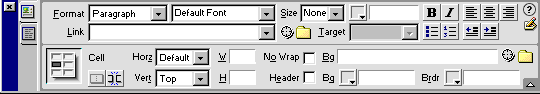 Format Paragraph Default Font Size None B I
Link Target
Cell Horz Default W No Wrap Bg
Vert Top H Header Bg Brdr